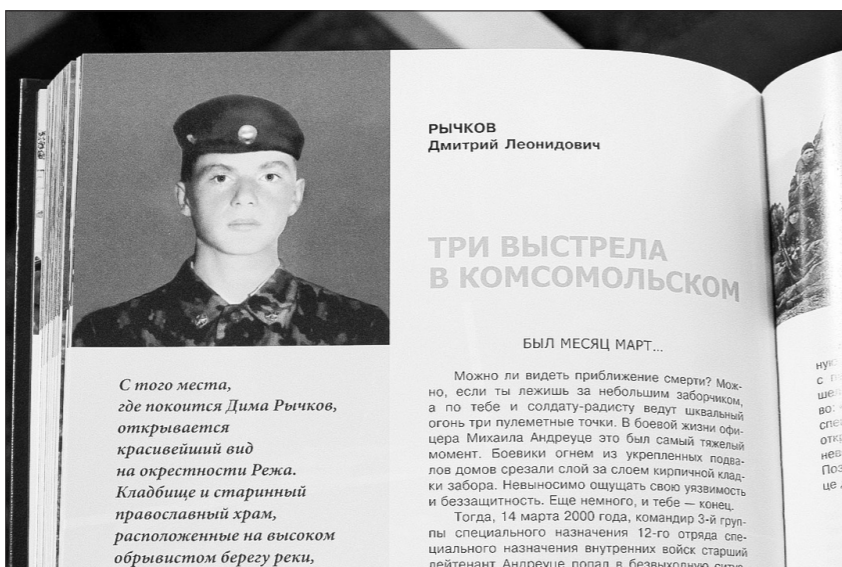 РЫЧКОВ
Дмитрий Леонидович
ТРИ ВЫСТРЕЛА
В КОМСОМОЛЬСКОМ
БЫЛ МЕСЯЦ МАРТ...
Можно ли видеть приближение смерти? Мож-
но, если ты лежишь за небольшим заборчиком,
а по тебе и солдату-радисту ведут шквальный
огонь три пулеметные точки. В боевой жизни офи-
цера Михаила Андреуце это был самый тяжелый
момент. Боевики огнем из укрепленных подва-
лов домов срезали слой за слоем кирпичной клад-
ки забора. Невыносимо ощущать свою уязвимость
и беззащитность. Еще немного, и тебе — конец.
Тогда, 14 марта 2000 года, командир 3-й груп-
пы специального назначения 12-го отряда спе-
циального назначения внутренних войск старший
лейтенант Андреуце попал в безвыходную ситуа-
С того места,
где покоится Дима Рычков,
открывается
красивейший вид
на окрестности Режа.
Кладбище и старинный
православный храм,
расположенные на высоком
обрывистом берегу реки,